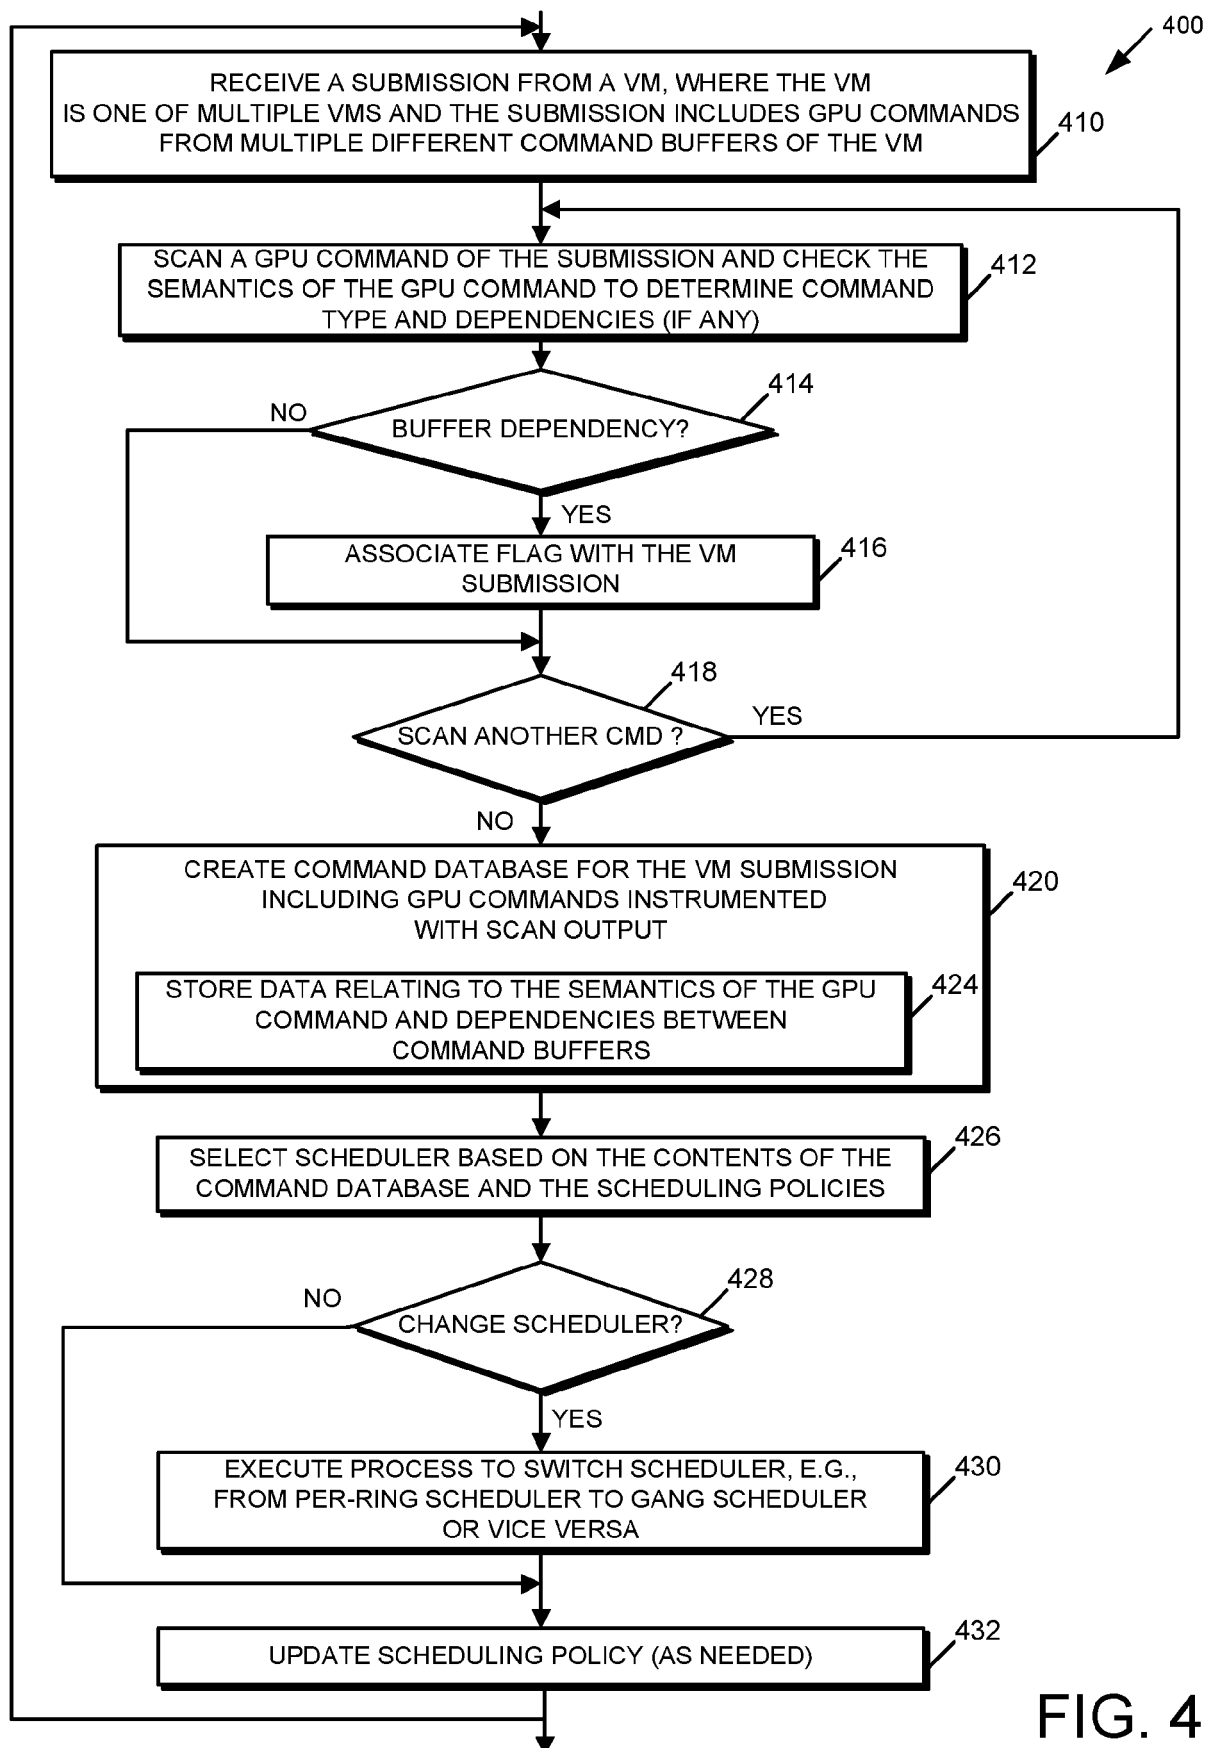 400
RECEIVE A SUBMISSION FROM A VM, WHERE THE VM
IS ONE OF MULTIPLE VMS AND THE SUBMISSION INCLUDES GPU COMMANDS
FROM MULTIPLE DIFFERENT COMMAND BUFFERS OF THE VM
410
SCAN A GPU COMMAND OF THE SUBMISSION AND CHECK THE
SEMANTICS OF THE GPU COMMAND TO DETERMINE COMMAND
TYPE AND DEPENDENCIES (IF ANY)
412
414
NO
BUFFER DEPENDENCY?
YES
ASSOCIATE FLAG WITH THE VM
SUBMISSION
416
418
YES
SCAN ANOTHER CMD ?
NO
CREATE COMMAND DATABASE FOR THE VM SUBMISSION
INCLUDING GPU COMMANDS INSTRUMENTED
WITH SCAN OUTPUT
420
STORE DATA RELATING TO THE SEMANTICS OF THE GPU
COMMAND AND DEPENDENCIES BETWEEN
COMMAND BUFFERS
424
SELECT SCHEDULER BASED ON THE CONTENTS OF THE
COMMAND DATABASE AND THE SCHEDULING POLICIES
426
428
NO
CHANGE SCHEDULER?
YES
EXECUTE PROCESS TO SWITCH SCHEDULER, E.G.,
FROM PER-RING SCHEDULER TO GANG SCHEDULER
OR VICE VERSA
430
UPDATE SCHEDULING POLICY (AS NEEDED)
432
FIG. 4